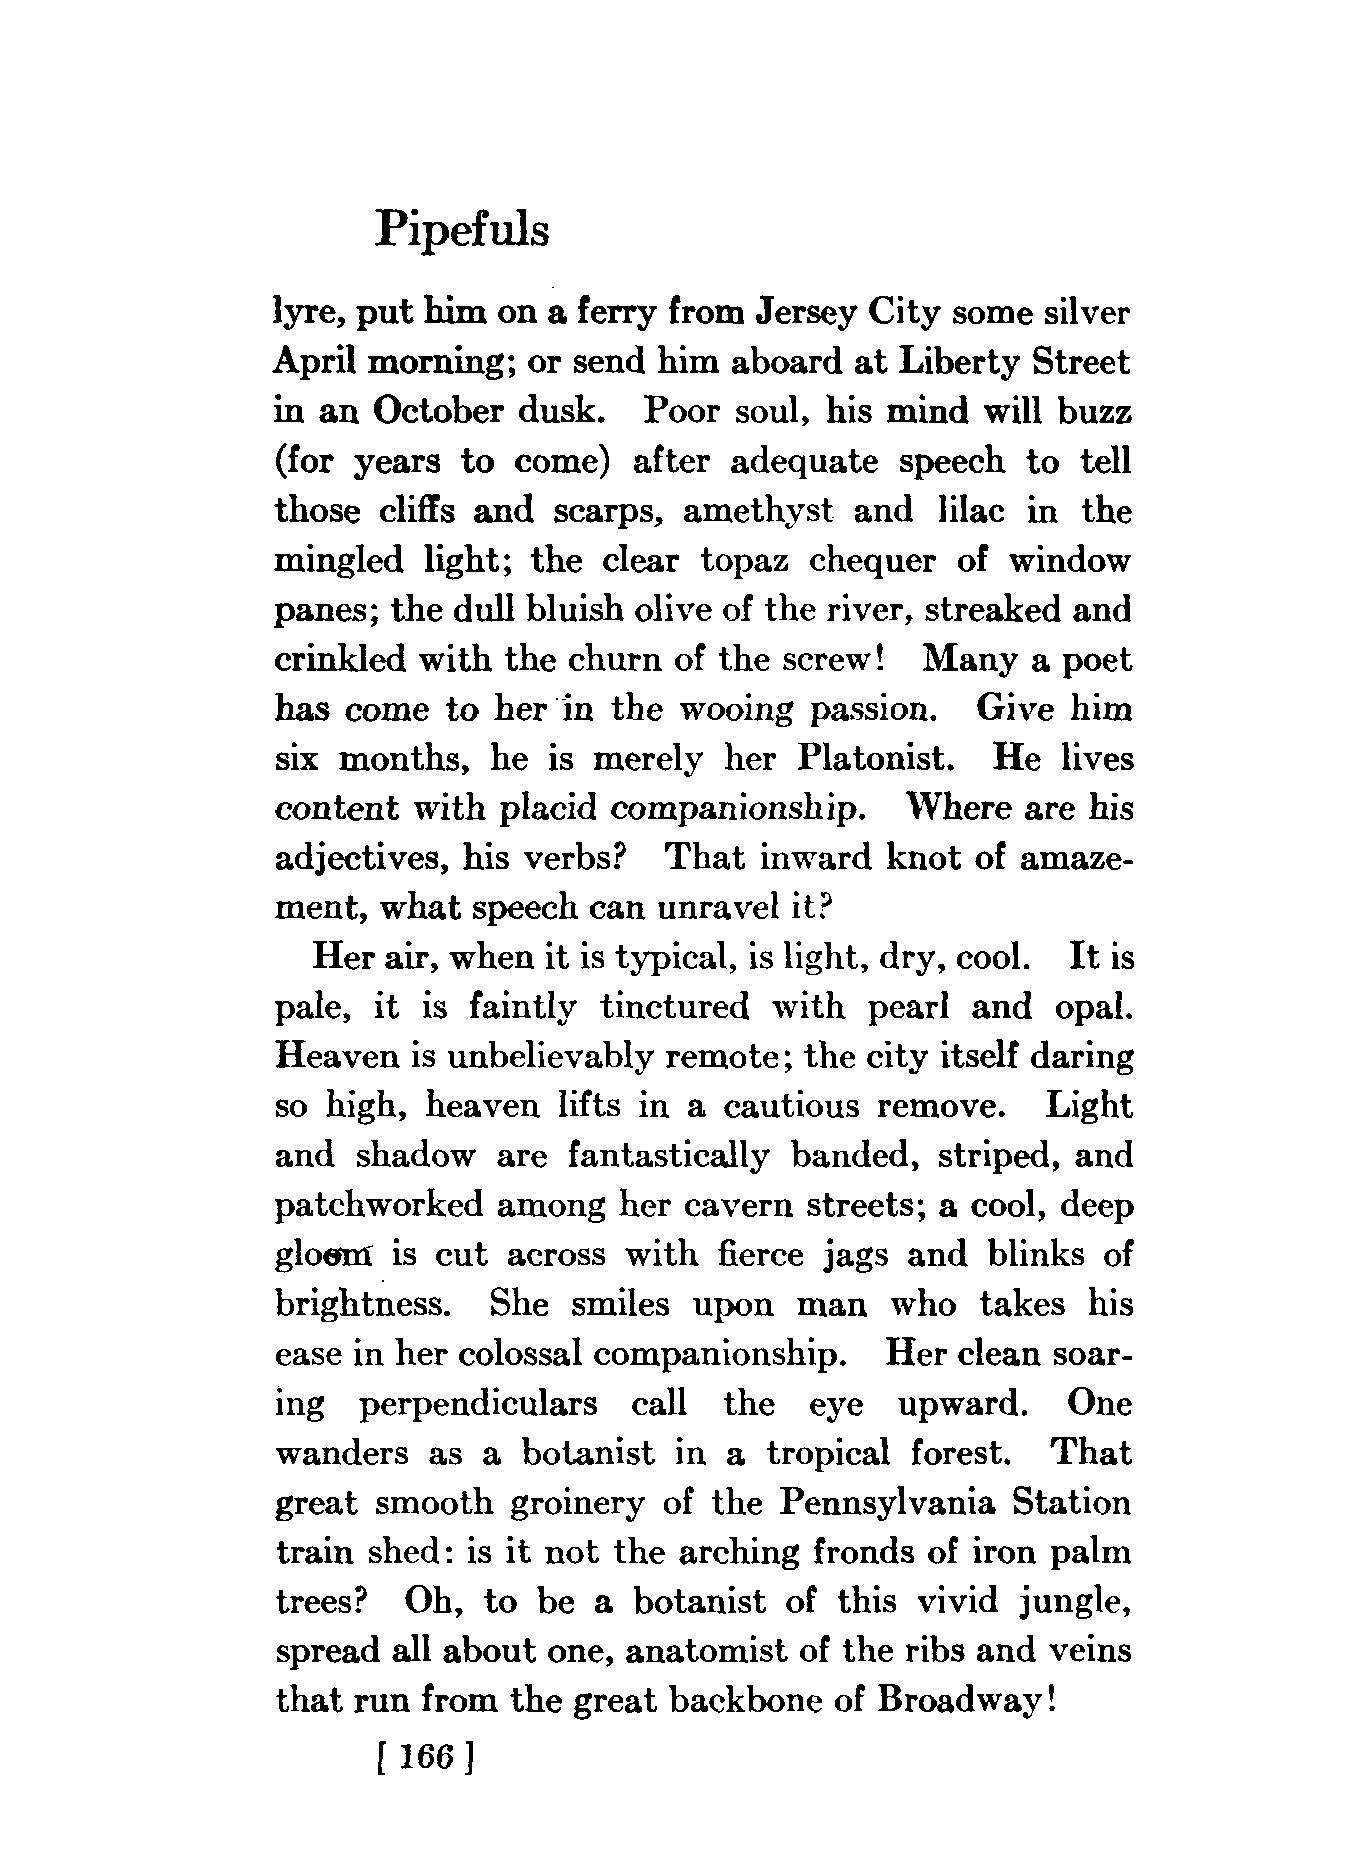 Pipefuls
lyre, put him on a ferry from Jersey City some silver
April morning; or send him aboard at Liberty Street
in an October dusk. Poor soul, his mind will buzz
(for years to come) after adequate speech to tell
those cliffs and scarps, amethyst and lilac in the
mingled light; the clear topaz chequer of window
panes; the dull bluish olive of the river, streaked and
crinkled with the churn of the screw! Many a poet
has come to her in the wooing passion. Give him
six months, he is merely her Platonist. He lives
content with placid companionship. Where are his
adjectives, his verbs? That inward knot of amaze-
ment, what speech can unravel it?
Her air, when it is typical, is light, dry, cool. It is
pale, it is faintly tinctured with pearl and opal.
Heaven is unbelievably remote; the city itself daring
so high, heaven lifts in a cautious remove. Light
and shadow are fantastically banded, striped, and
patchworked among her cavern streets; a cool, deep
gloom is cut across with fierce jags and blinks of
brightness. She smiles upon man who takes his
ease in her colossal companionship. Her clean soar-
ing perpendiculars call the eye upward. One
wanders as a botanist in a tropical forest. That
great smooth groinery of the Pennsylvania Station
train shed: is it not the arching fronds of iron palm
trees? Oh, to be a botanist of this vivid jungle,
spread all about one, anatomist of the ribs and veins
that run from the great backbone of Broadway!
[ 166 ]